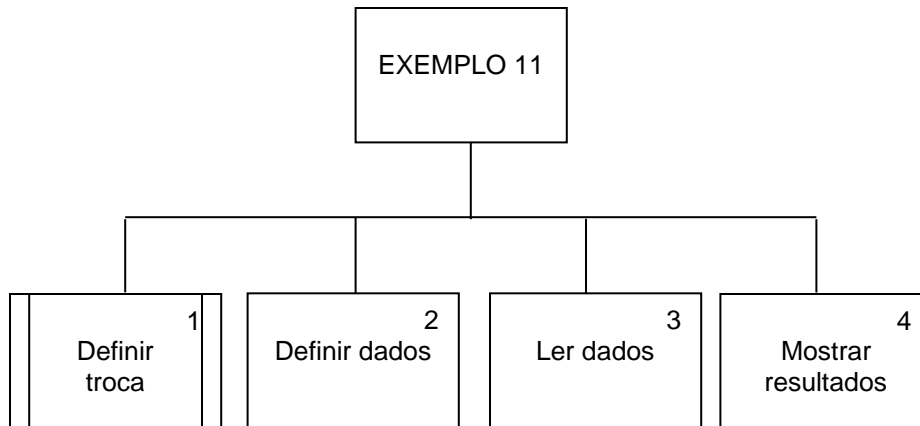 EXEMPLO 11
1
Definir
troca
2
Definir dados
3
Ler dados
4
Mostrar
resultados